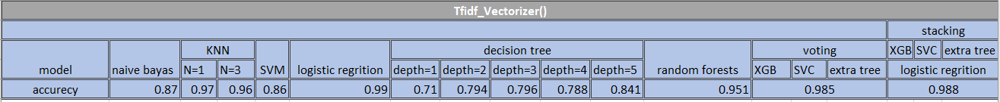 Tfidf_Vectorizer()
stacking
KNN decision tree voting XGB SVC extra tree
model naive bayas N=1 N=3 SVM logistic regrition depth=1 depth=2 depth=3 depth=4 depth=5 random forests XGB SVC extra tree logistic regrition
accurecy 0.87 0.97 0.96 0.86 0.99 0.71 0.794 0.796 0.788 0.841 0.951 0.985 0.988